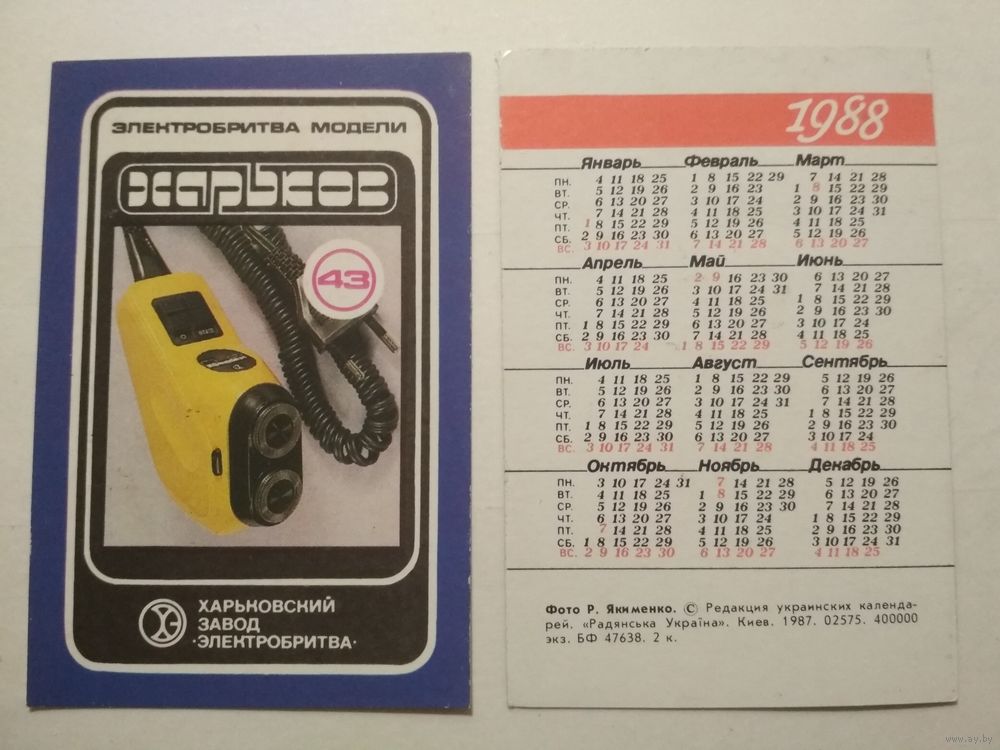 ЭЛЕКТРОБРИТВА МОДЕЛИ
ХАРЬКОВ
43
ХАРЬКОВСКИЙ
ЗАВОД
·ЭЛЕКТРОБРИТВА·
1988
Январь Февраль Март
ПН. 4 11 18 25 1 8 15 22 29 7 14 21 28
ВТ. 5 12 19 26 2 9 16 23 1 8 15 22 29
СР. 6 13 20 27 3 10 17 24 2 9 16 23 30
ЧТ. 7 14 21 28 4 11 18 25 3 10 17 24 31
ПТ. 1 8 15 22 29 5 12 19 26 4 11 18 25
СБ. 2 9 16 23 30 6 13 20 27 5 12 19 26
ВС. 3 10 17 24 31 7 14 21 28 6 13 20 27
Апрель Май Июнь
ПН. 4 11 18 25 2 9 16 23 30 6 13 20 27
ВТ. 5 12 19 26 3 10 17 24 31 7 14 21 28
СР. 6 13 20 27 4 11 18 25 1 8 15 22 29
ЧТ. 7 14 21 28 5 12 19 26 2 9 16 23 30
ПТ. 1 8 15 22 29 6 13 20 27 3 10 17 24
СБ. 2 9 16 23 30 7 14 21 28 4 11 18 25
ВС. 3 10 17 24 1 8 15 22 29 5 12 19 26
Июль Август Сентябрь
ПН. 4 11 18 25 1 8 15 22 29 5 12 19 26
ВТ. 5 12 19 26 2 9 16 23 30 6 13 20 27
СР. 6 13 20 27 3 10 17 24 31 7 14 21 28
ЧТ. 7 14 21 28 4 11 18 25 1 8 15 22 29
ПТ. 1 8 15 22 29 5 12 19 26 2 9 16 23 30
СБ. 2 9 16 23 30 6 13 20 27 3 10 17 24
ВС. 3 10 17 24 31 7 14 21 28 4 11 18 25
Октябрь Ноябрь Декабрь
ПН. 3 10 17 24 31 7 14 21 28 5 12 19 26
ВТ. 4 11 18 25 1 8 15 22 29 6 13 20 27
СР. 5 12 19 26 2 9 16 23 30 7 14 21 28
ЧТ. 6 13 20 27 3 10 17 24 1 8 15 22 29
ПТ. 7 14 21 28 4 11 18 25 2 9 16 23 30
СБ. 1 8 15 22 29 5 12 19 26 3 10 17 24 31
ВС. 2 9 16 23 30 6 13 20 27 4 11 18 25
Фото Р. Якименко. © Редакция украинских календа-
рей. «Радянська Україна». Киев. 1987. 02575. 400000
экз. БФ 47638. 2 к.
www.ay.by